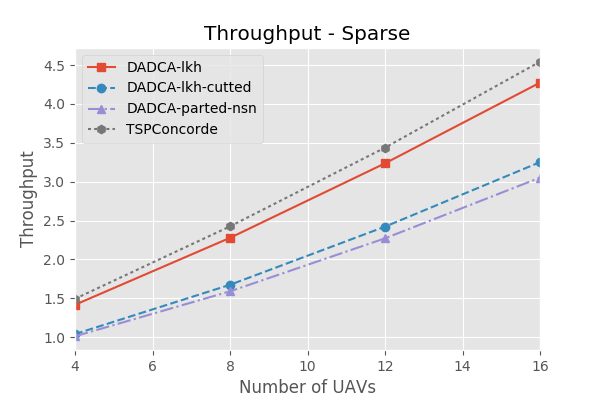 Throughput - Sparse
DADCA-lkh
DADCA-lkh-cutted
DADCA-parted-nsn
TSPConcorde
Throughput
4.5
4.0
3.5
3.0
2.5
2.0
1.5
1.0
4 6 8 10 12 14 16
Number of UAVs